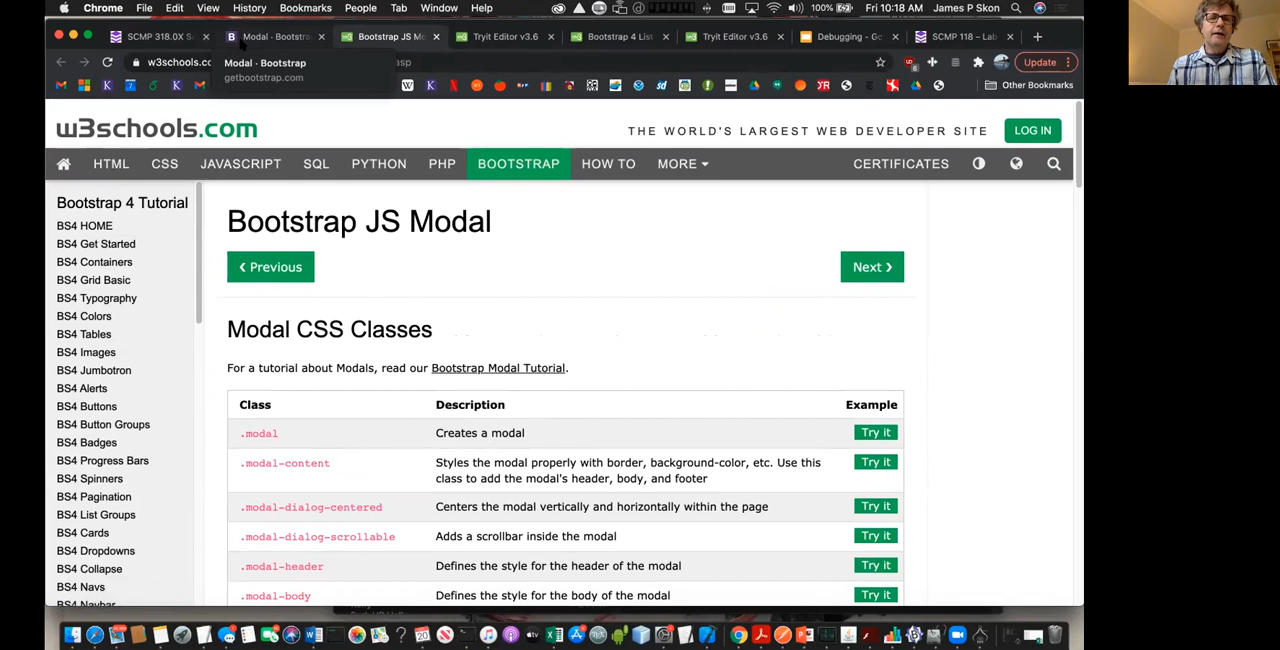 Chrome File Edit View History Bookmarks People Tab Window Help 100% Fri 10:18 AM James P Skon
SCMP 318.0X S Modal · Bootstrap Bootstrap JS Mo Tryit Editor v3.6 Bootstrap 4 List Tryit Editor v3.6 Debugging - Go SCMP 118 – Lab
w3schools.co asp Update
Modal · Bootstrap
getbootstrap.com
Other Bookmarks
w3schools.com
THE WORLD'S LARGEST WEB DEVELOPER SITE LOG IN
HTML CSS JAVASCRIPT SQL PYTHON PHP BOOTSTRAP HOW TO MORE CERTIFICATES
Bootstrap 4 Tutorial
BS4 HOME
BS4 Get Started
BS4 Containers
BS4 Grid Basic
BS4 Typography
BS4 Colors
BS4 Tables
BS4 Images
BS4 Jumbotron
BS4 Alerts
BS4 Buttons
BS4 Button Groups
BS4 Badges
BS4 Progress Bars
BS4 Spinners
BS4 Pagination
BS4 List Groups
BS4 Cards
BS4 Dropdowns
BS4 Collapse
BS4 Navs
BS4 Navbar
Bootstrap JS Modal
❮ Previous Next ❯
Modal CSS Classes
For a tutorial about Modals, read our Bootstrap Modal Tutorial.
Class Description Example
.modal Creates a modal Try it
.modal-content Styles the modal properly with border, background-color, etc. Use this Try it
class to add the modal's header, body, and footer
.modal-dialog-centered Centers the modal vertically and horizontally within the page Try it
.modal-dialog-scrollable Adds a scrollbar inside the modal Try it
.modal-header Defines the style for the header of the modal Try it
.modal-body Defines the style for the body of the modal Try it